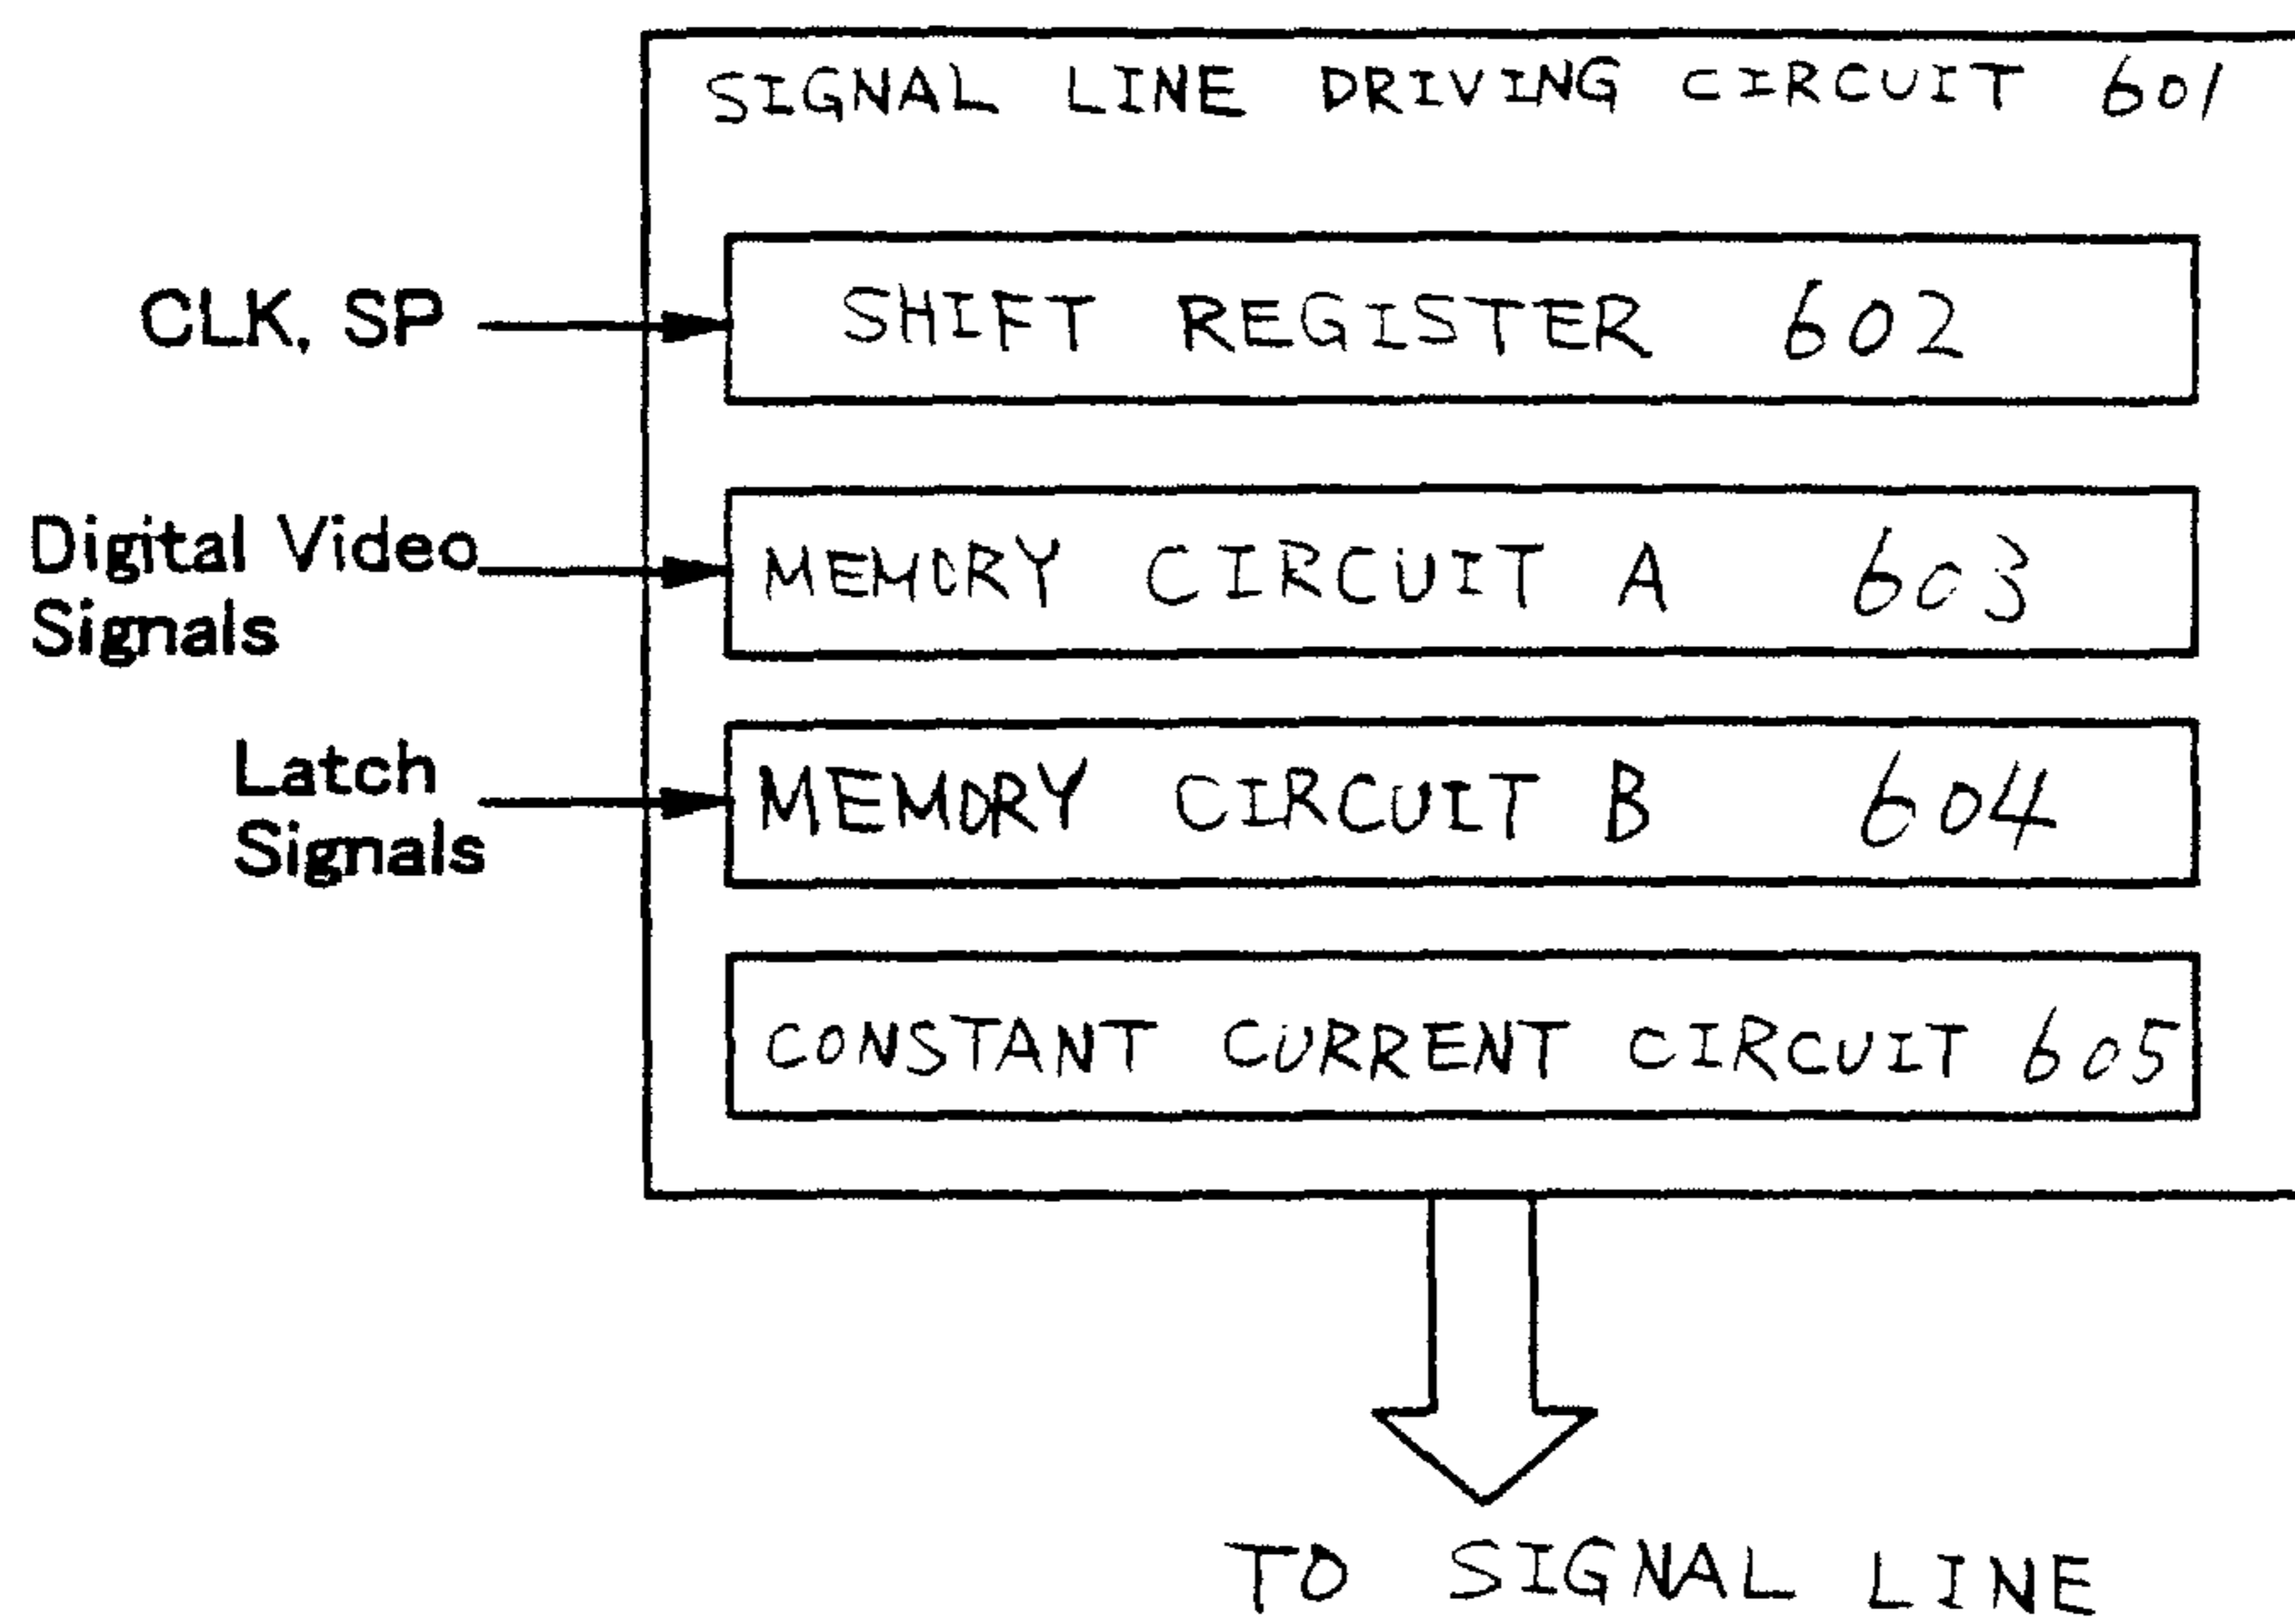 SIGNAL LINE DRIVING CIRCUIT 601
CLK, SP
SHIFT REGISTER 602
Digital Video
Signals
MEMORY CIRCUIT A 603
Latch
Signals
MEMORY CIRCUIT B 604
CONSTANT CURRENT CIRCUIT 605
TO SIGNAL LINE